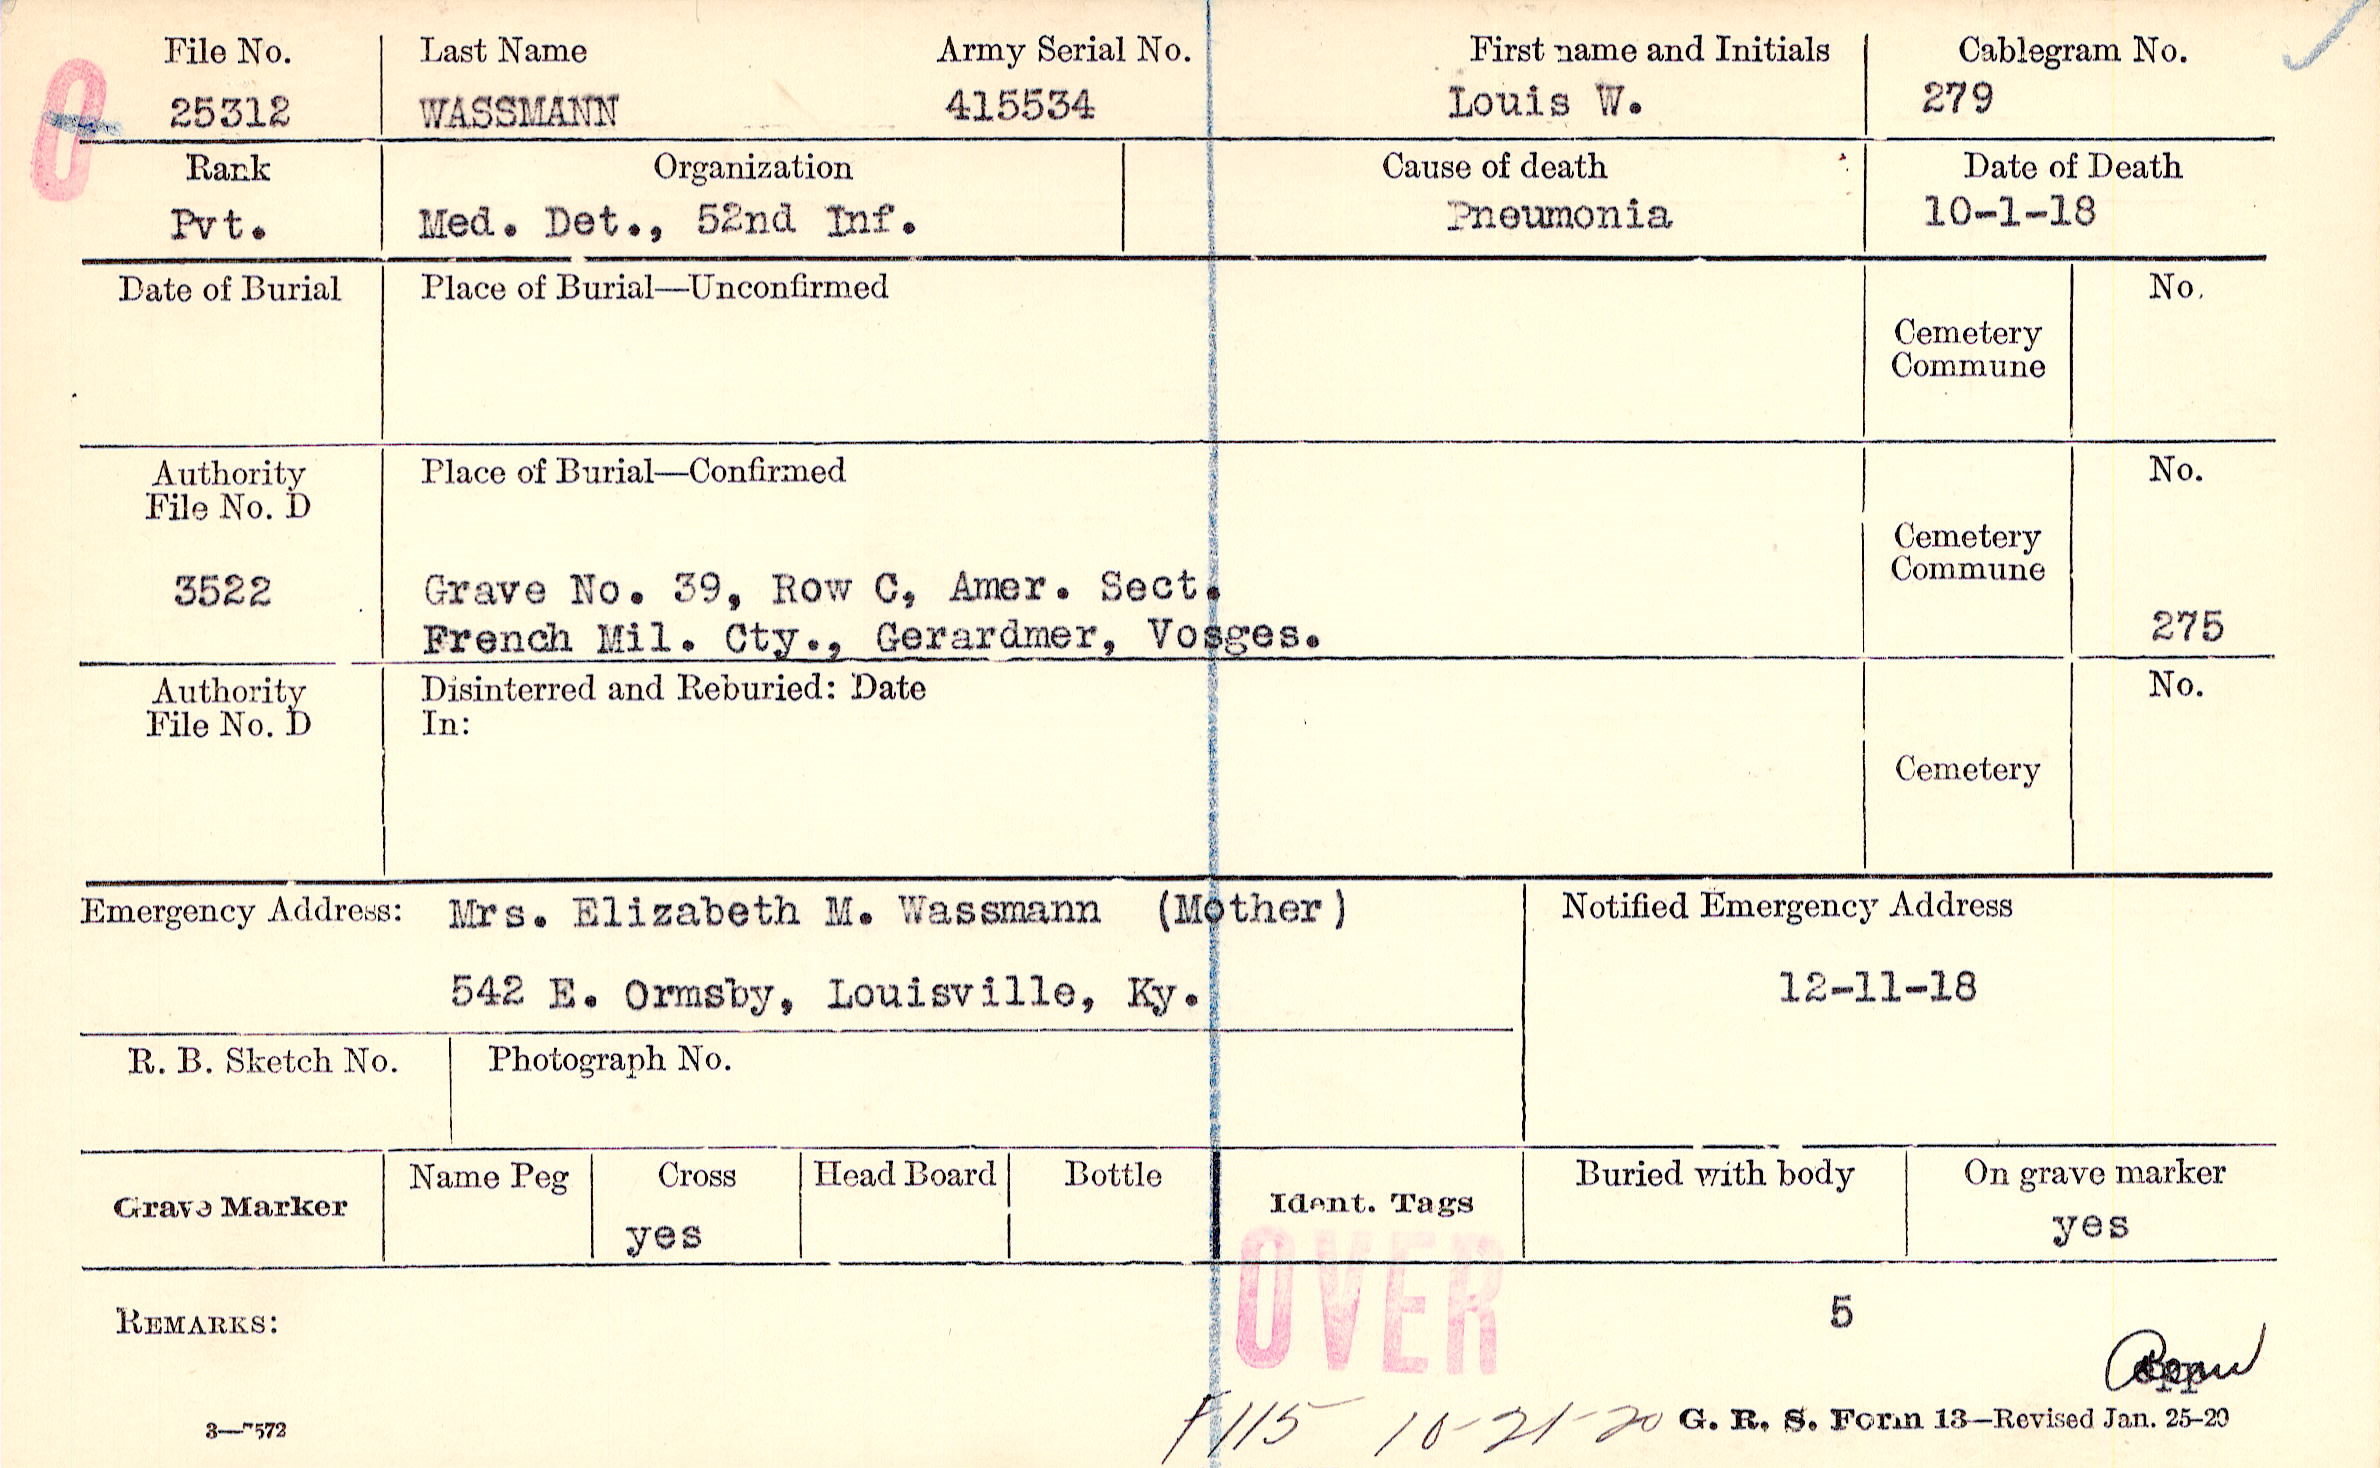 File No. Last Name Army Serial No. First name and Initials Cablegram No.
O 25312 WASSMANN 415534 Louis W. 279
Rank Organization Cause of death Date of Death
Pvt. Med. Det., 52nd Inf. Pneumonia 10-1-18
Date of Burial Place of Burial—Unconfirmed No.
Cemetery
Commune
Authority Place of Burial—Confirmed No.
File No. D
Cemetery
Commune
3522 Grave No. 39, Row C, Amer. Sect.
French Mil. Cty., Gerardmer, Vosges. 275
Authority Disinterred and Reburied: Date No.
File No. D In:
Cemetery
Emergency Address: Mrs. Elizabeth M. Wassmann (Mother) Notified Emergency Address
542 E. Ormsby, Louisville, Ky. 12-11-18
R. B. Sketch No. Photograph No.
Grave Marker Name Peg Cross Head Board Bottle Ident. Tags Buried with body On grave marker
yes yes
OVER
REMARKS: 5
F115 10-21-20 G. R. S. Form 13—Revised Jan. 25-20
3—7572